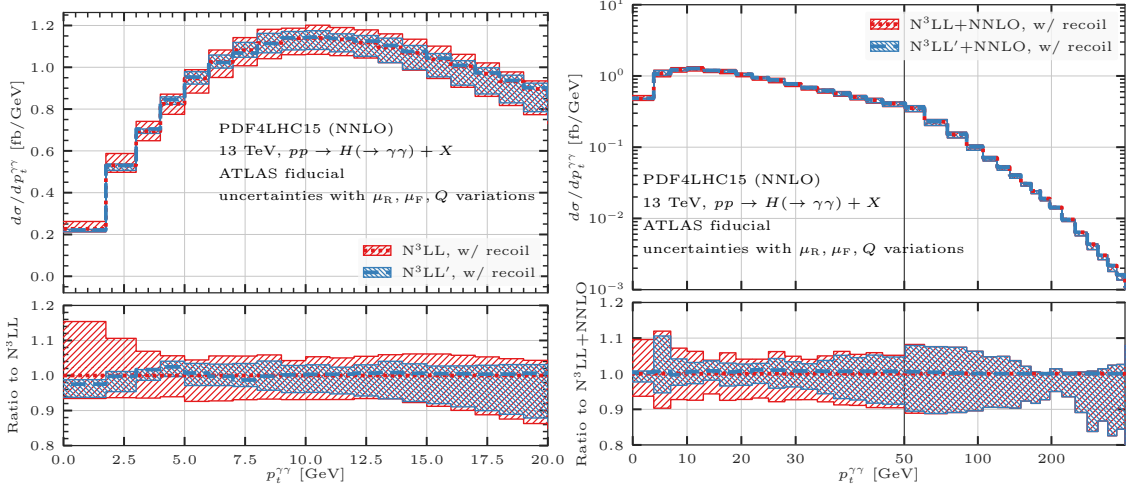 dσ/dp_t^{γγ} [fb/GeV]
1.2
1.0
0.8
0.6
0.4
0.2
0.0
PDF4LHC15 (NNLO)
13 TeV, pp → H(→ γγ) + X
ATLAS fiducial
uncertainties with μ_R, μ_F, Q variations
N³LL, w/ recoil
N³LL′, w/ recoil
Ratio to N³LL
1.2
1.1
1.0
0.9
0.8
0.0 2.5 5.0 7.5 10.0 12.5 15.0 17.5 20.0
p_t^{γγ} [GeV]
dσ/dp_t^{γγ} [fb/GeV]
10¹
10⁰
10⁻¹
10⁻²
10⁻³
N³LL+NNLO, w/ recoil
N³LL′+NNLO, w/ recoil
PDF4LHC15 (NNLO)
13 TeV, pp → H(→ γγ) + X
ATLAS fiducial
uncertainties with μ_R, μ_F, Q variations
Ratio to N³LL+NNLO
1.2
1.1
1.0
0.9
0.8
0 10 20 30 50 100 200
p_t^{γγ} [GeV]